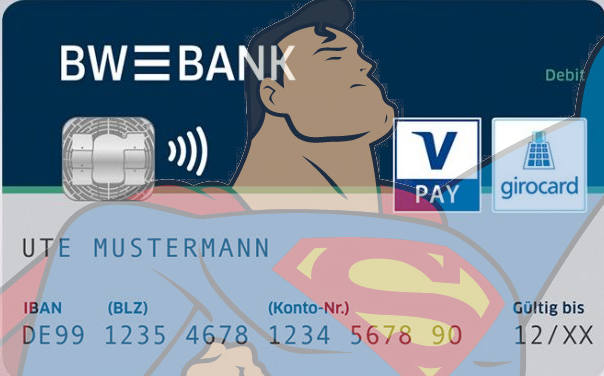 BW BANK
Debit
V PAY
girocard
UTE MUSTERMANN
IBAN (BLZ) (Konto-Nr.) Gültig bis
DE99 1235 4678 1234 5678 90 12/XX
S